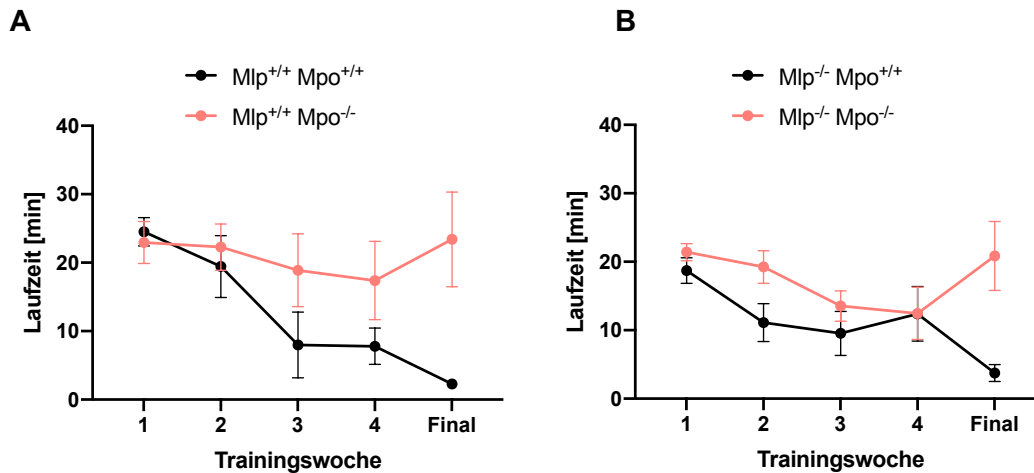 A
Mlp+/+ Mpo+/+
Mlp+/+ Mpo-/-
40
30
20
10
0
Laufzeit [min]
1 2 3 4 Final
Trainingswoche
B
Mlp-/- Mpo+/+
Mlp-/- Mpo-/-
40
30
20
10
0
Laufzeit [min]
1 2 3 4 Final
Trainingswoche